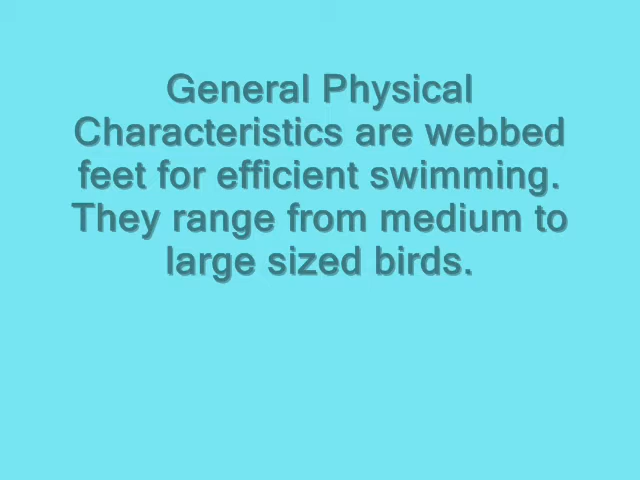 General Physical
Characteristics are webbed
feet for efficient swimming.
They range from medium to
large sized birds.